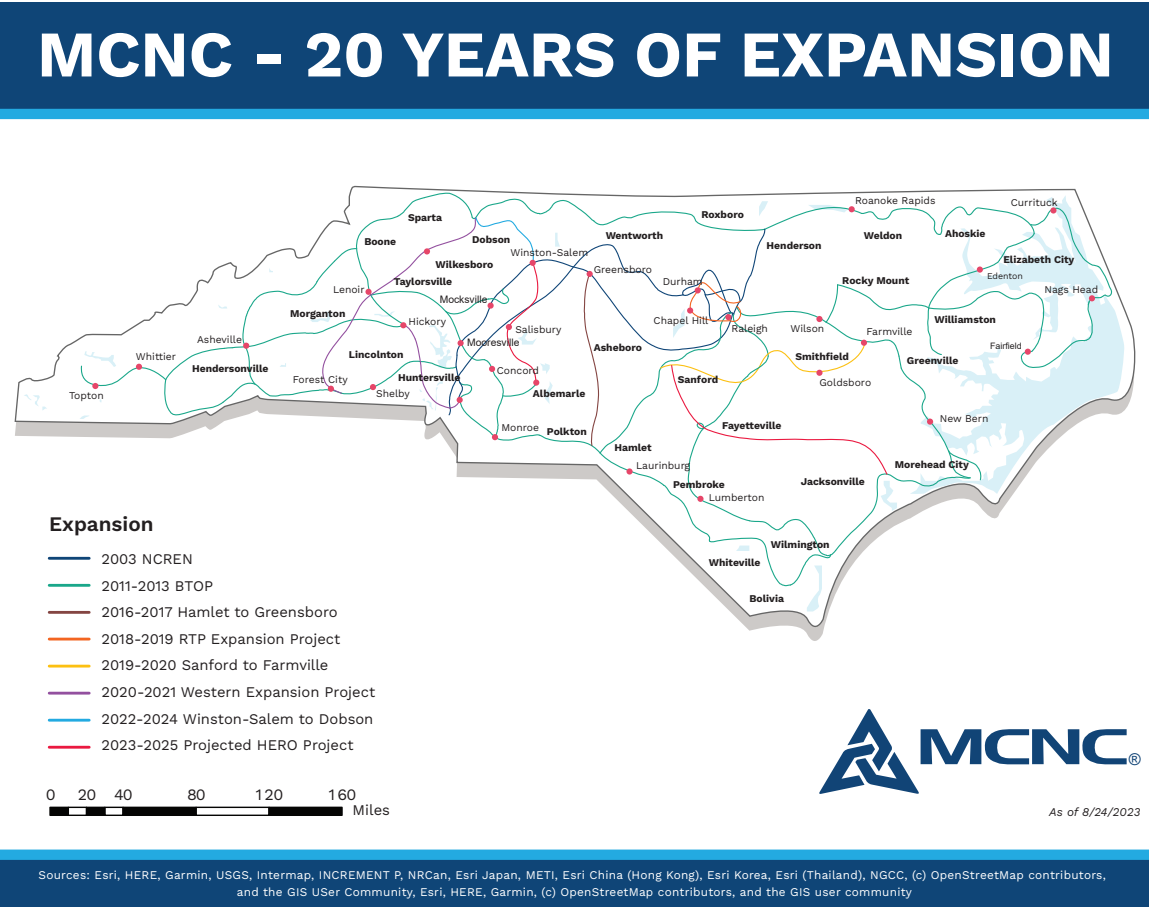 MCNC - 20 YEARS OF EXPANSION
Roanoke Rapids
Currituck
Sparta
Roxboro
Boone
Dobson
Wentworth
Henderson
Weldon
Ahoskie
Winston-Salem
Wilkesboro
Greensboro
Elizabeth City
Edenton
Lenoir
Taylorsville
Durham
Rocky Mount
Nags Head
Mocksville
Morganton
Hickory
Salisbury
Chapel Hill
Raleigh
Wilson
Farmville
Williamston
Asheville
Mooresville
Asheboro
Fairfield
Whittier
Lincolnton
Smithfield
Greenville
Hendersonville
Concord
Forest City
Huntersville
Sanford
Goldsboro
Topton
Shelby
Albemarle
New Bern
Monroe
Polkton
Fayetteville
Hamlet
Laurinburg
Morehead City
Pembroke
Jacksonville
Lumberton
Wilmington
Whiteville
Bolivia
Expansion
2003 NCREN
2011-2013 BTOP
2016-2017 Hamlet to Greensboro
2018-2019 RTP Expansion Project
2019-2020 Sanford to Farmville
2020-2021 Western Expansion Project
2022-2024 Winston-Salem to Dobson
2023-2025 Projected HERO Project
0 20 40 80 120 160
Miles
MCNC®
As of 8/24/2023
Sources: Esri, HERE, Garmin, USGS, Intermap, INCREMENT P, NRCan, Esri Japan, METI, Esri China (Hong Kong), Esri Korea, Esri (Thailand), NGCC, (c) OpenStreetMap contributors,
and the GIS USer Community, Esri, HERE, Garmin, (c) OpenStreetMap contributors, and the GIS user community